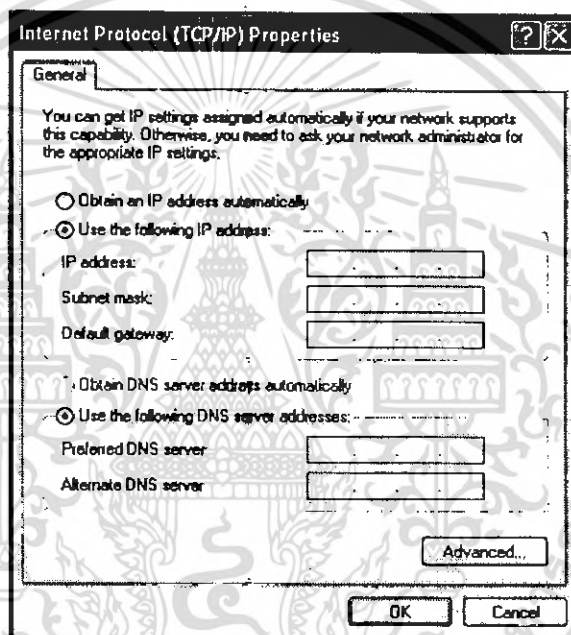 Internet Protocol (TCP/IP) Properties
General
You can get IP settings assigned automatically if your network supports
this capability. Otherwise, you need to ask your network administrator for
the appropriate IP settings.
Obtain an IP address automatically
Use the following IP address:
IP address:
Subnet mask:
Default gateway:
Obtain DNS server address automatically
Use the following DNS server addresses:
Preferred DNS server
Alternate DNS server
Advanced...
OK Cancel